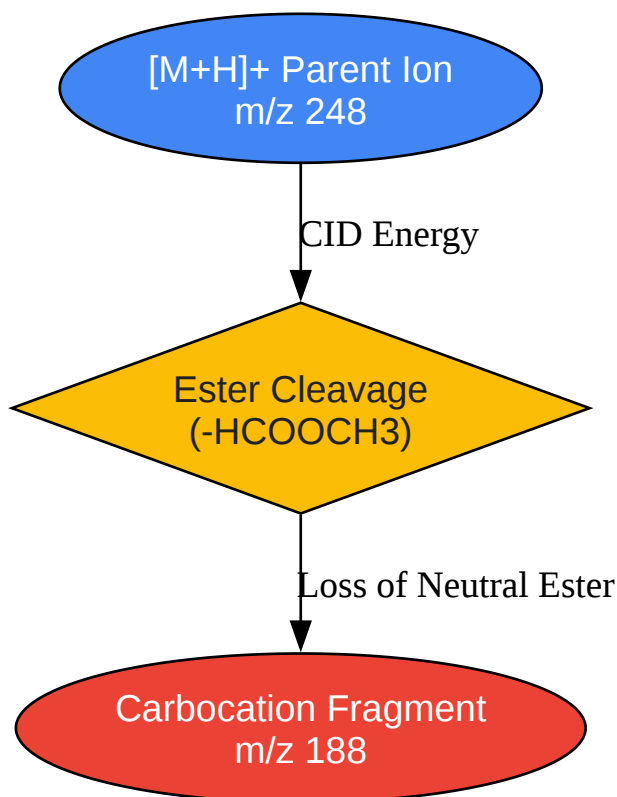 [M+H]+ Parent Ion
m/z 248
CID Energy
Ester Cleavage
(-HCOOCH3)
Loss of Neutral Ester
Carbocation Fragment
m/z 188